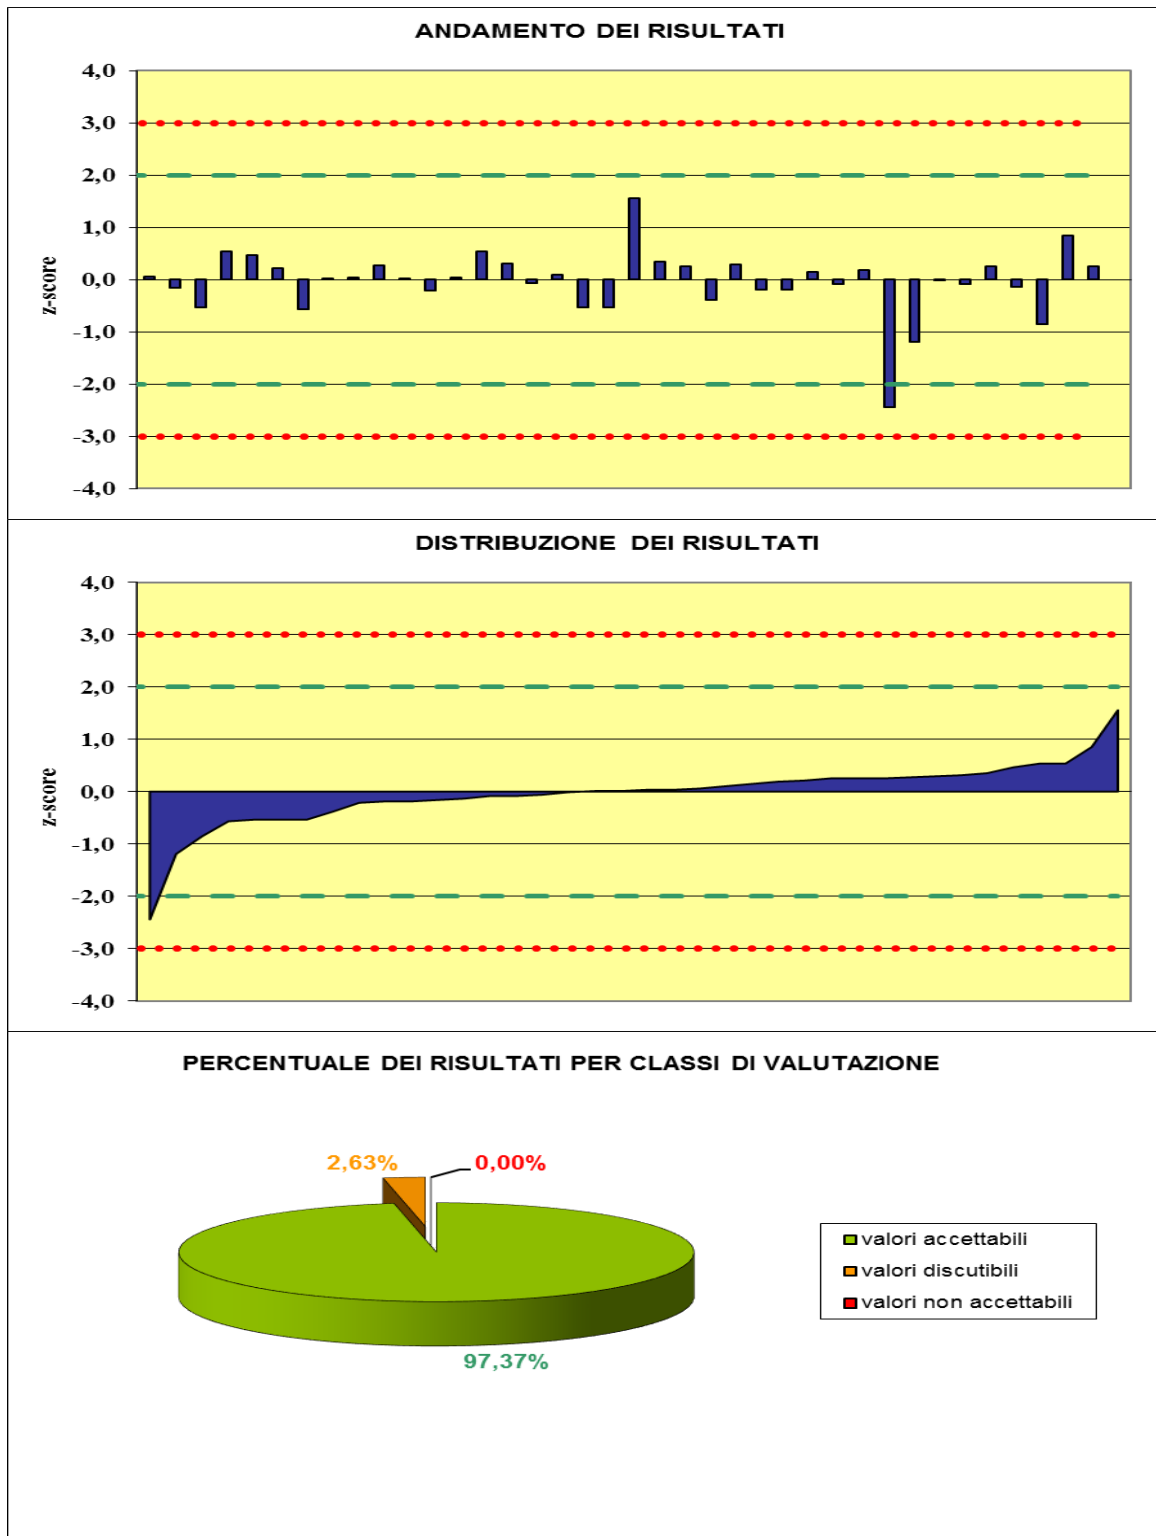 ANDAMENTO DEI RISULTATI
4,0
3,0
2,0
1,0
0,0
-1,0
-2,0
-3,0
-4,0
z-score
DISTRIBUZIONE DEI RISULTATI
4,0
3,0
2,0
1,0
0,0
-1,0
-2,0
-3,0
-4,0
z-score
PERCENTUALE DEI RISULTATI PER CLASSI DI VALUTAZIONE
2,63%
0,00%
97,37%
valori accettabili
valori discutibili
valori non accettabili